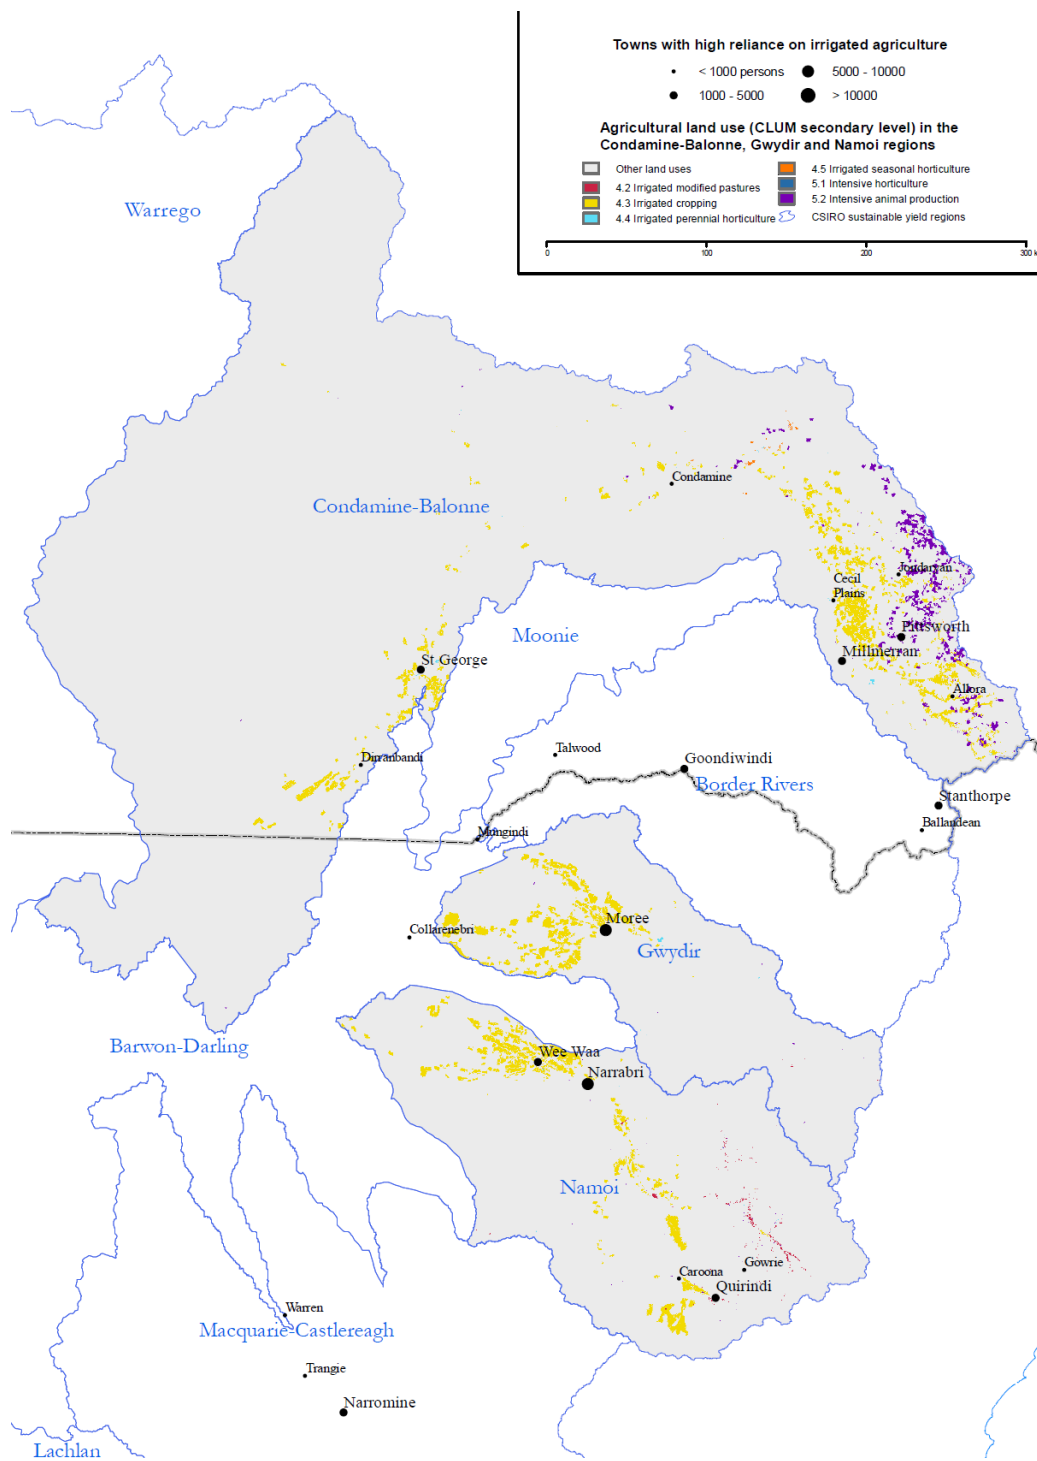 Towns with high reliance on irrigated agriculture
< 1000 persons
5000 - 10000
1000 - 5000
> 10000
Agricultural land use (CLUM secondary level) in the
Condamine-Balonne, Gwydir and Namoi regions
Other land uses
4.5 Irrigated seasonal horticulture
4.2 Irrigated modified pastures
5.1 Intensive horticulture
4.3 Irrigated cropping
5.2 Intensive animal production
4.4 Irrigated perennial horticulture
CSIRO sustainable yield regions
0
100
200
300 k
Warrego
Condamine
Condamine-Balonne
Jondaryan
Cecil
Plains
Pittsworth
Moonie
Millmerran
St George
Allora
Talwood
Dirranbandi
Goondiwindi
Border Rivers
Stanthorpe
Ballandean
Mungindi
Moree
Collarenebri
Gwydir
Barwon-Darling
Wee Waa
Narrabri
Namoi
Gowrie
Caroona
Quirindi
Warren
Macquarie-Castlereagh
Trangie
Narromine
Lachlan